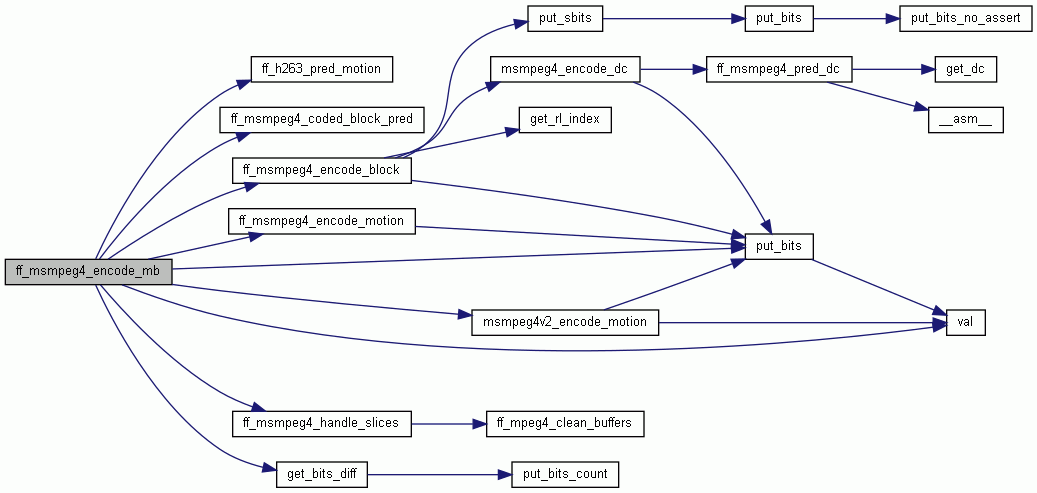 put_sbits
put_bits
put_bits_no_assert
ff_h263_pred_motion
msmpeg4_encode_dc
ff_msmpeg4_pred_dc
get_dc
ff_msmpeg4_coded_block_pred
get_rl_index
__asm__
ff_msmpeg4_encode_block
ff_msmpeg4_encode_motion
put_bits
ff_msmpeg4_encode_mb
msmpeg4v2_encode_motion
val
ff_msmpeg4_handle_slices
ff_mpeg4_clean_buffers
get_bits_diff
put_bits_count